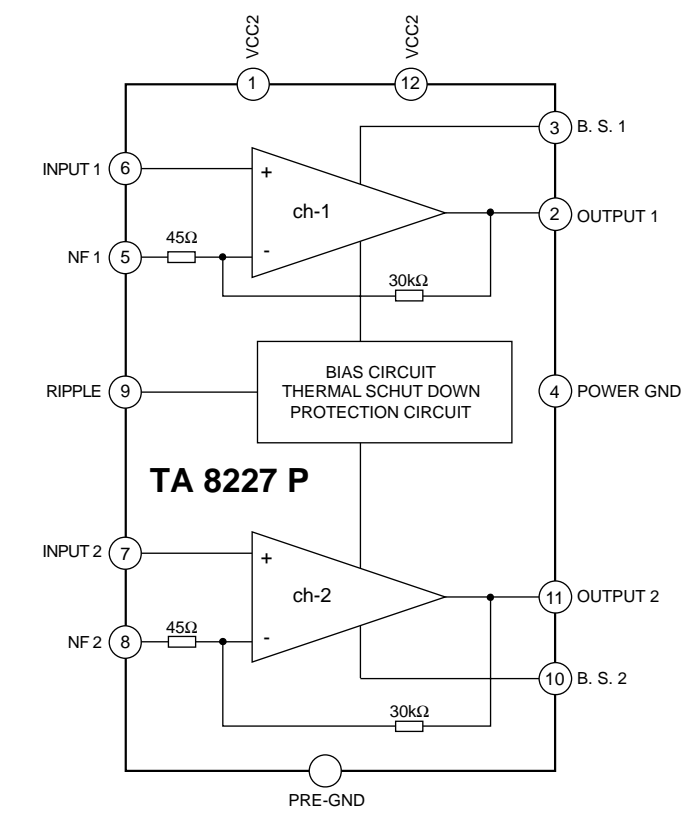 VCC2
VCC2
1
12
3 B. S. 1
INPUT 1 6
+
ch-1
2 OUTPUT 1
45Ω
NF 1 5
-
30kΩ
BIAS CIRCUIT
THERMAL SCHUT DOWN
PROTECTION CIRCUIT
RIPPLE 9
4 POWER GND
TA 8227 P
INPUT 2 7
+
ch-2
11 OUTPUT 2
45Ω
NF 2 8
-
10 B. S. 2
30kΩ
PRE-GND